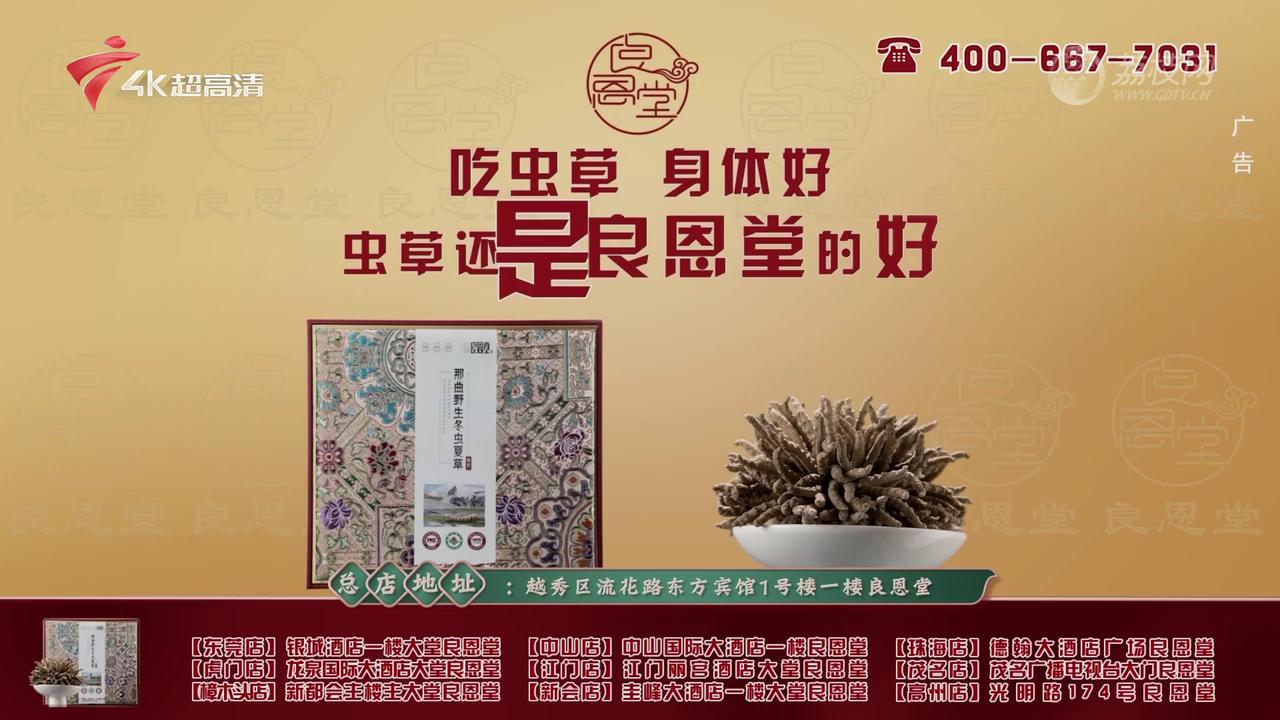 4K超高清
良恩堂
400-667-7031
荔枝网
WWW.GDTV.CN
广告
吃虫草 身体好
虫草还是良恩堂的好
良恩堂
那曲野生冬虫夏草
总店地址：越秀区流花路东方宾馆1号楼一楼良恩堂
【东莞店】银城酒店一楼大堂良恩堂
【虎门店】龙泉国际大酒店大堂良恩堂
【樟木头店】新都会主楼主大堂良恩堂
【中山店】中山国际大酒店一楼良恩堂
【江门店】江门丽宫酒店大堂良恩堂
【新会店】圭峰大酒店一楼大堂良恩堂
【珠海店】德翰大酒店广场良恩堂
【茂名店】茂名广播电视台大门良恩堂
【高州店】光明路174号良恩堂